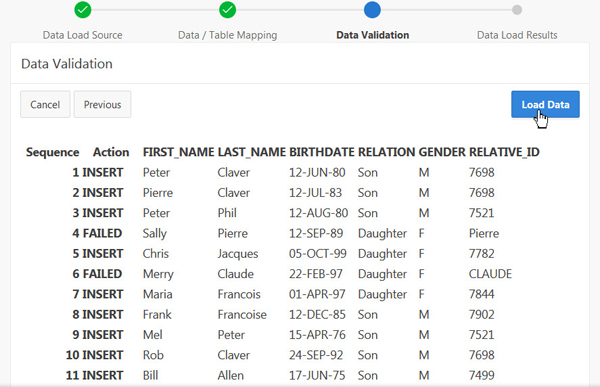 Data Load Source Data / Table Mapping Data Validation Data Load Results
Data Validation
Cancel Previous Load Data
Sequence Action FIRST_NAME LAST_NAME BIRTHDATE RELATION GENDER RELATIVE_ID
1 INSERT Peter Claver 12-JUN-80 Son M 7698
2 INSERT Pierre Claver 12-JUL-83 Son M 7698
3 INSERT Peter Phil 12-AUG-80 Son M 7521
4 FAILED Sally Pierre 12-SEP-89 Daughter F Pierre
5 INSERT Chris Jacques 05-OCT-99 Daughter F 7782
6 FAILED Merry Claude 22-FEB-97 Daughter F CLAUDE
7 INSERT Maria Francois 01-APR-97 Daughter F 7844
8 INSERT Frank Francoise 12-DEC-85 Son M 7902
9 INSERT Mel Peter 15-APR-76 Son M 7521
10 INSERT Rob Claver 24-SEP-92 Son M 7698
11 INSERT Bill Allen 17-JUN-75 Son M 7499